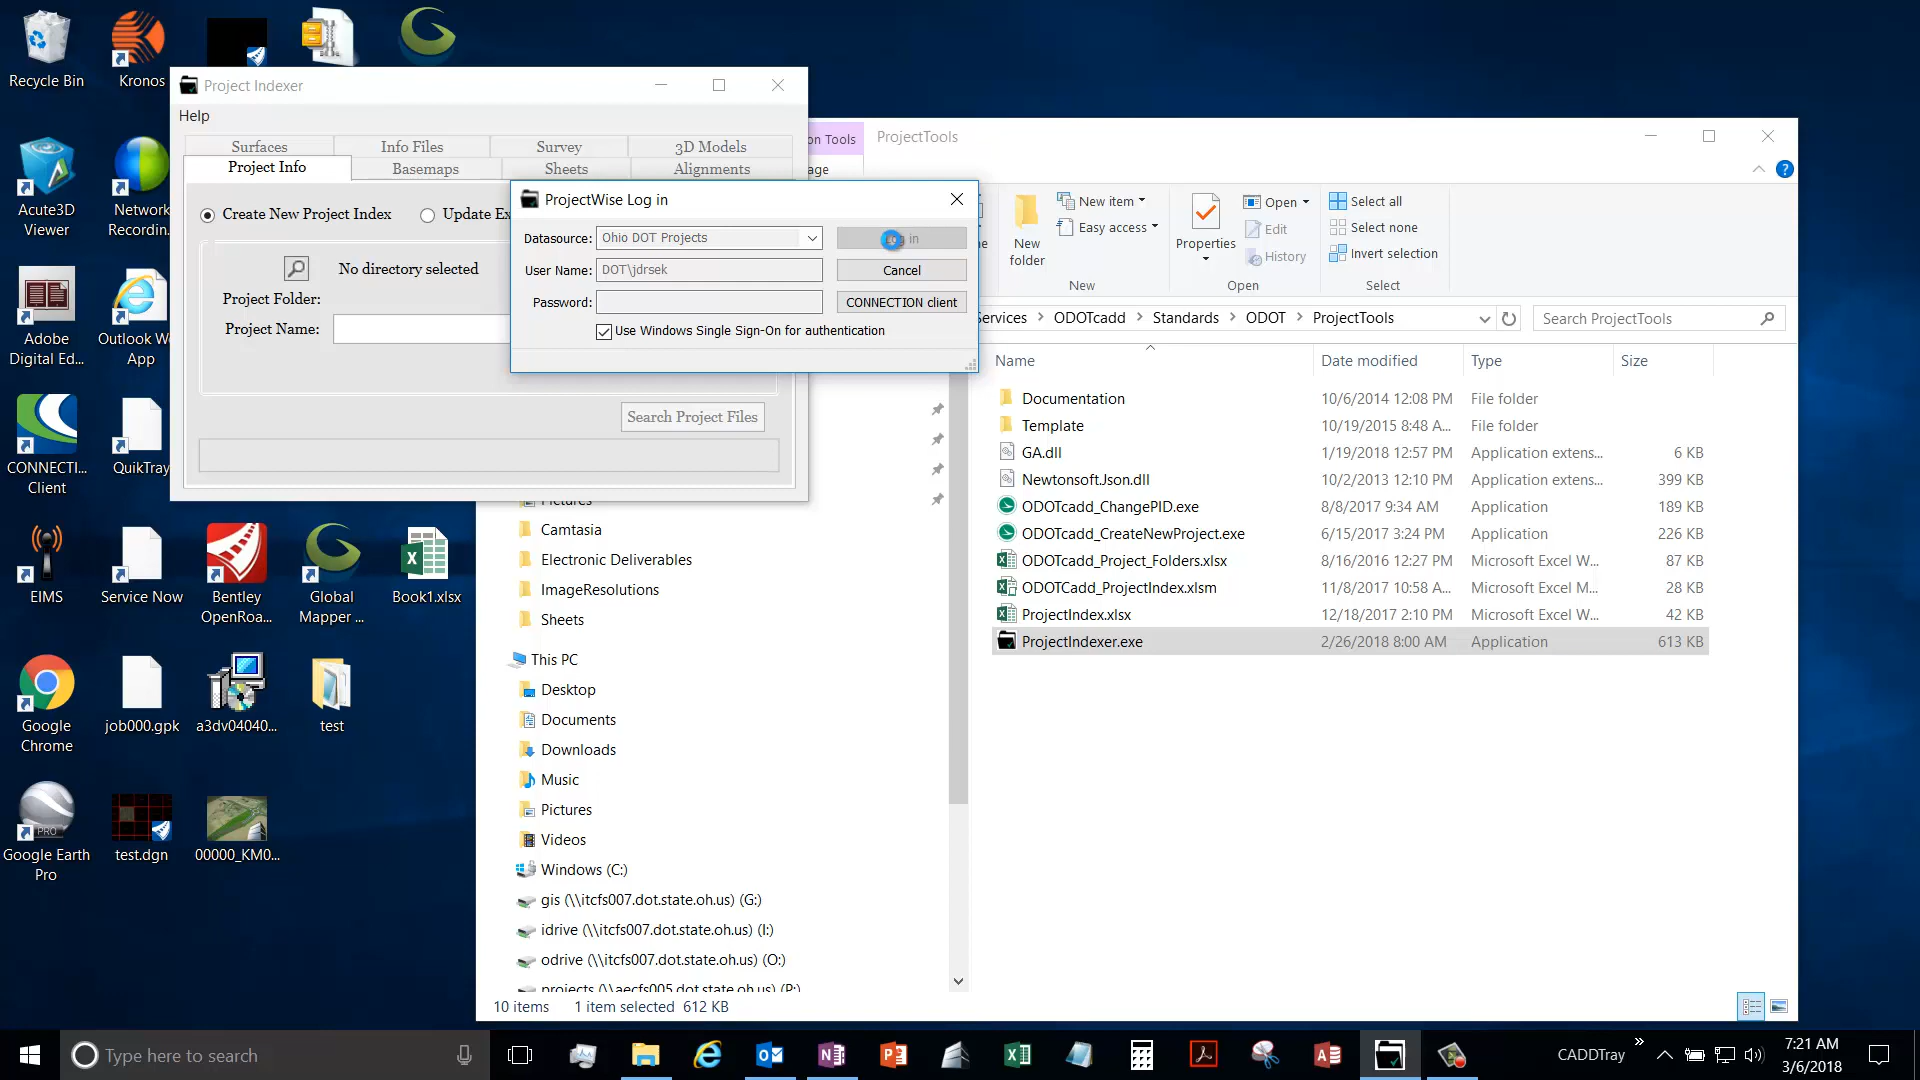 Recycle Bin
Kronos
Acute3D
Viewer
Network
Recordin...
Adobe
Digital Ed...
Outlook W
App
CONNECTI...
Client
QuikTray
EIMS
Service Now
Bentley
OpenRoa...
Global
Mapper ...
Book1.xlsx
Google
Chrome
job000.gpk
a3dv04040...
test
PRO
Google Earth
Pro
test.dgn
00000_KM0...
Project Indexer
Help
Surfaces
Info Files
Survey
3D Models
Project Info
Basemaps
Sheets
Alignments
Create New Project Index
Update Ex
No directory selected
Project Folder:
Project Name:
Search Project Files
ProjectWise Log in
Datasource:
Ohio DOT Projects
User Name:
DOT\jdrsek
Cancel
Password:
CONNECTION client
Use Windows Single Sign-On for authentication
on Tools
ProjectTools
age
New
folder
New item
Easy access
New
Properties
Open
Edit
History
Open
Select all
Select none
Invert selection
Select
ervices
ODOTcadd
Standards
ODOT
ProjectTools
Search ProjectTools
Name
Date modified
Type
Size
Documentation 10/6/2014 12:08 PM File folder
Template 10/19/2015 8:48 A... File folder
GA.dll 1/19/2018 12:57 PM Application extens... 6 KB
Newtonsoft.Json.dll 10/2/2013 12:10 PM Application extens... 399 KB
ODOTcadd_ChangePID.exe 8/8/2017 9:34 AM Application 189 KB
ODOTcadd_CreateNewProject.exe 6/15/2017 3:24 PM Application 226 KB
ODOTcadd_Project_Folders.xlsx 8/16/2016 12:27 PM Microsoft Excel W... 87 KB
ODOTCadd_ProjectIndex.xlsm 11/8/2017 10:58 A... Microsoft Excel M... 28 KB
ProjectIndex.xlsx 12/18/2017 2:10 PM Microsoft Excel W... 42 KB
ProjectIndexer.exe 2/26/2018 8:00 AM Application 613 KB
Pictures
Camtasia
Electronic Deliverables
ImageResolutions
Sheets
This PC
Desktop
Documents
Downloads
Music
Pictures
Videos
Windows (C:)
gis (\\itcfs007.dot.state.oh.us) (G:)
idrive (\\itcfs007.dot.state.oh.us) (I:)
odrive (\\itcfs007.dot.state.oh.us) (O:)
projects (\\aecfs005.dot.state.oh.us) (P:)
10 items 1 item selected 612 KB
Type here to search
CADDTray
7:21 AM
3/6/2018